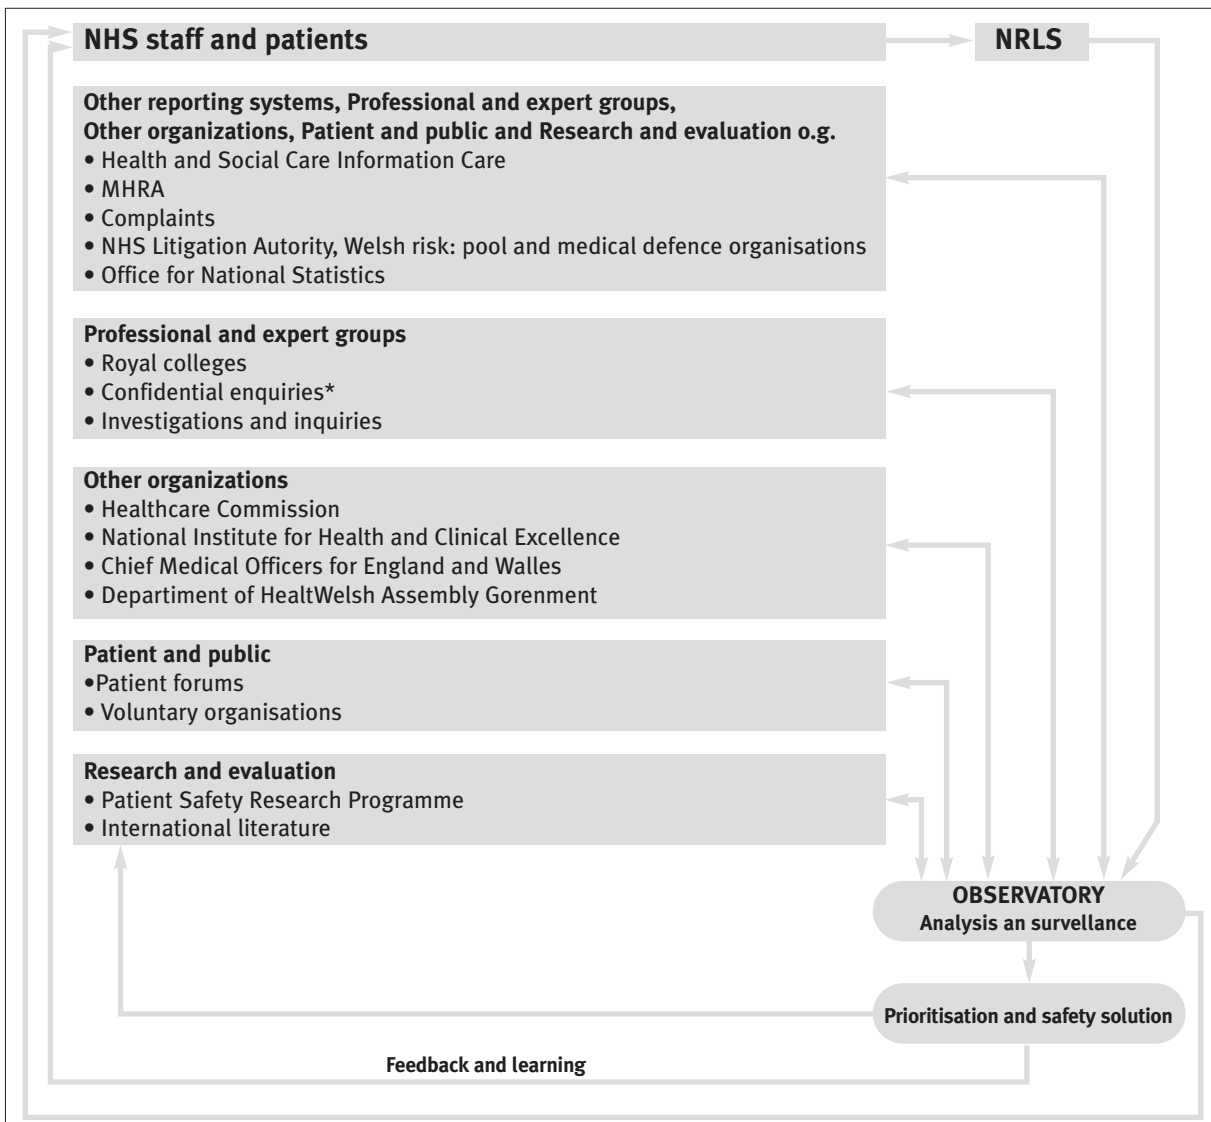 NHS staff and patients
NRLS
Other reporting systems, Professional and expert groups,
Other organizations, Patient and public and Research and evaluation o.g.
• Health and Social Care Information Care
• MHRA
• Complaints
• NHS Litigation Autority, Welsh risk: pool and medical defence organisations
• Office for National Statistics
Professional and expert groups
• Royal colleges
• Confidential enquiries*
• Investigations and inquiries
Other organizations
• Healthcare Commission
• National Institute for Health and Clinical Excellence
• Chief Medical Officers for England and Walles
• Departiment of HealtWelsh Assembly Gorenment
Patient and public
•Patient forums
• Voluntary organisations
Research and evaluation
• Patient Safety Research Programme
• International literature
OBSERVATORY
Analysis an survellance
Prioritisation and safety solution
Feedback and learning